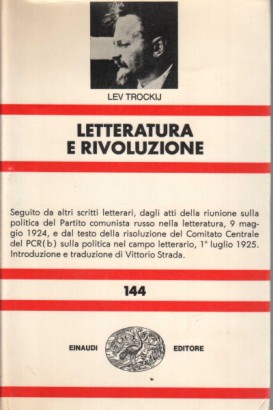 LEV TROCKIJ
LETTERATURA
E RIVOLUZIONE
Seguito da altri scritti letterari, dagli atti della riunione sulla
politica del Partito comunista russo nella letteratura, 9 mag-
gio 1924, e dal testo della risoluzione del Comitato Centrale
del PCR(b) sulla politica nel campo letterario, 1° luglio 1925.
Introduzione e traduzione di Vittorio Strada.
144
EINAUDI EDITORE